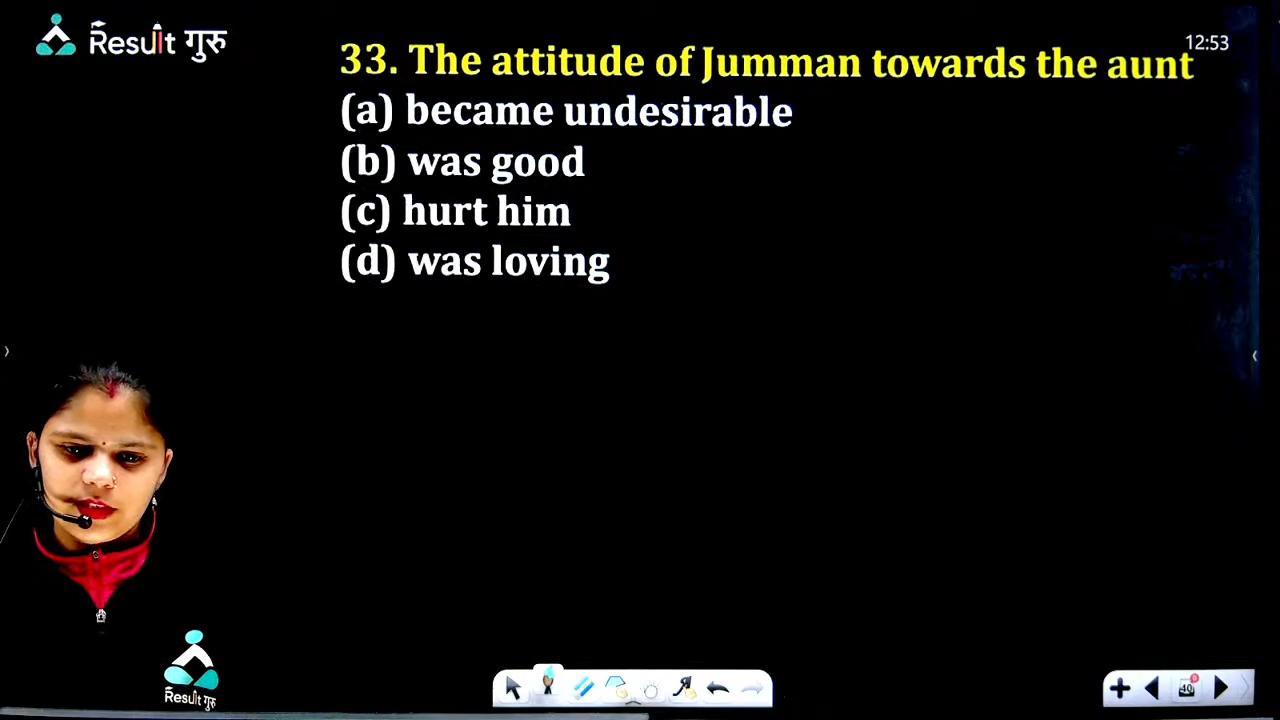 Result गुरु
12:53
33. The attitude of Jumman towards the aunt
(a) became undesirable
(b) was good
(c) hurt him
(d) was loving
Result गुरु
40